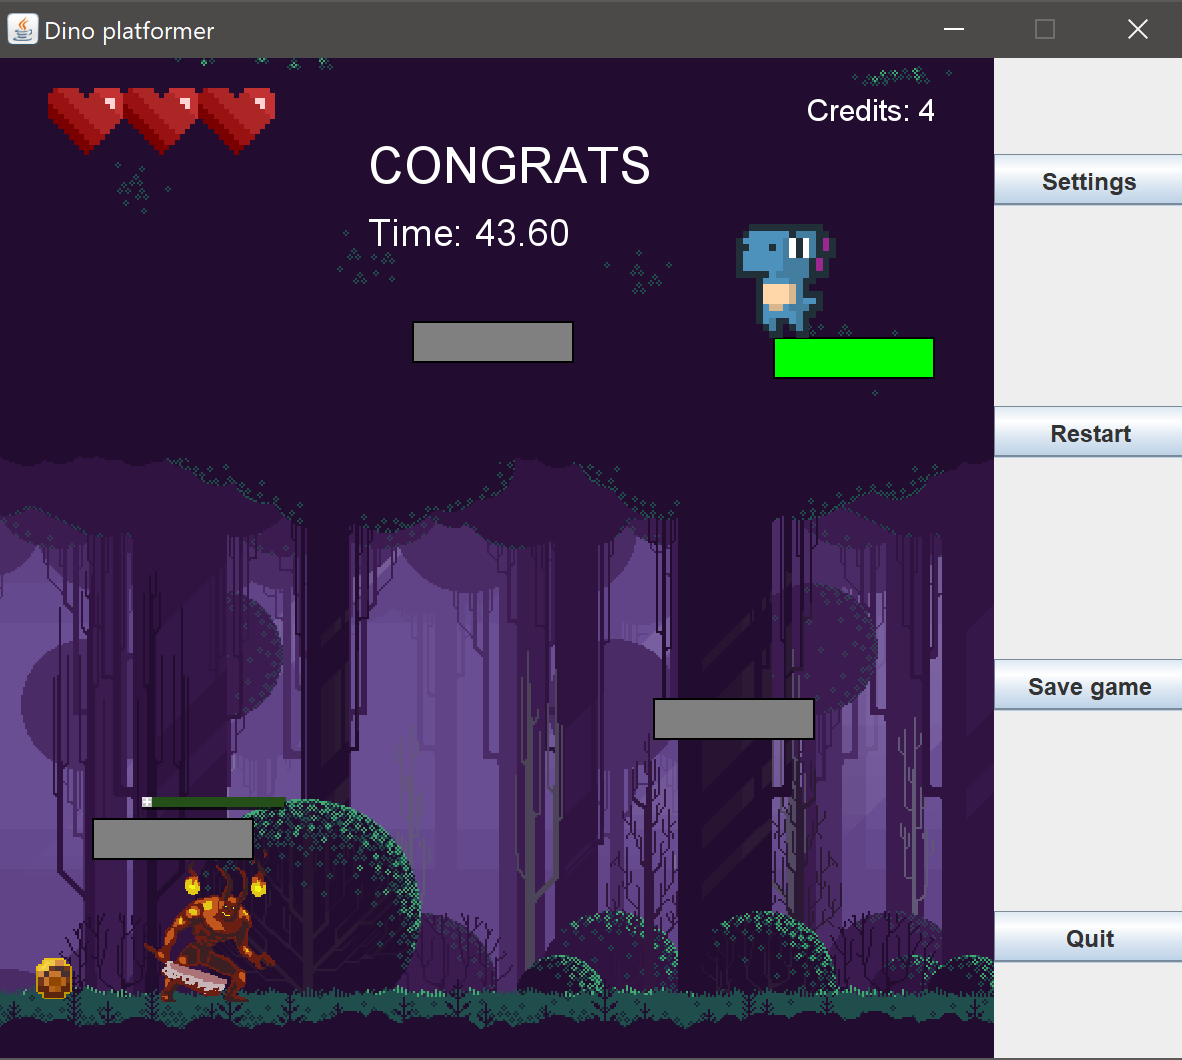 Dino platformer
Credits: 4
CONGRATS
Time: 43.60
Settings
Restart
Save game
Quit